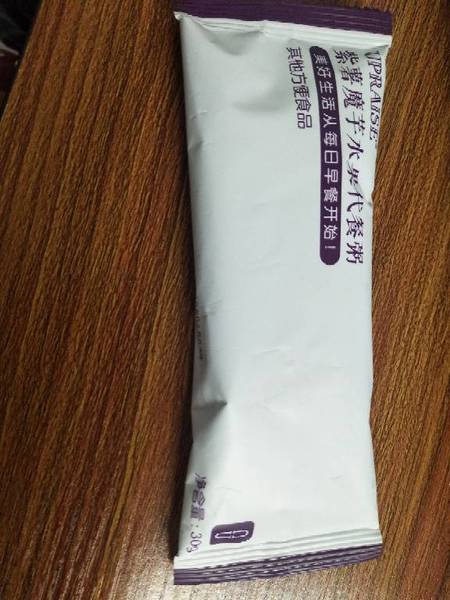 UPRAISE
紫薯魔芋水果代餐粥
美好生活从每日早餐开始！
其他方便食品
净含量：30g